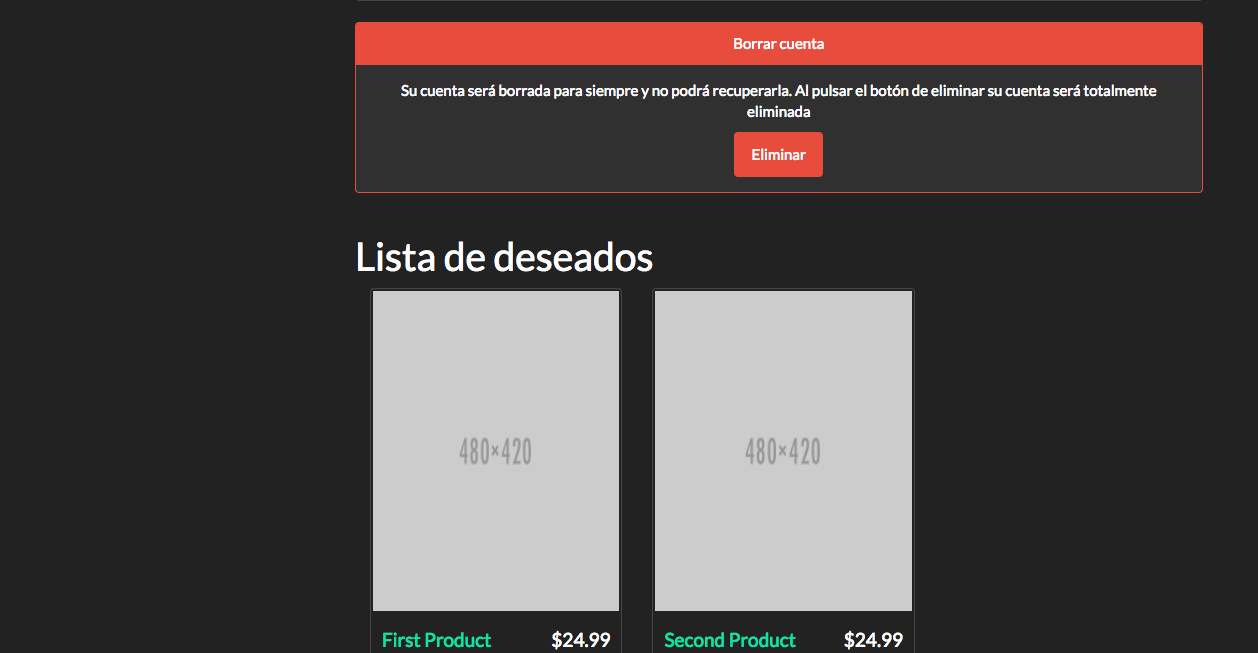 Borrar cuenta
Su cuenta será borrada para siempre y no podrá recuperarla. Al pulsar el botón de eliminar su cuenta será totalmente
eliminada
Eliminar
Lista de deseados
480×420
480×420
First Product $24.99
Second Product $24.99